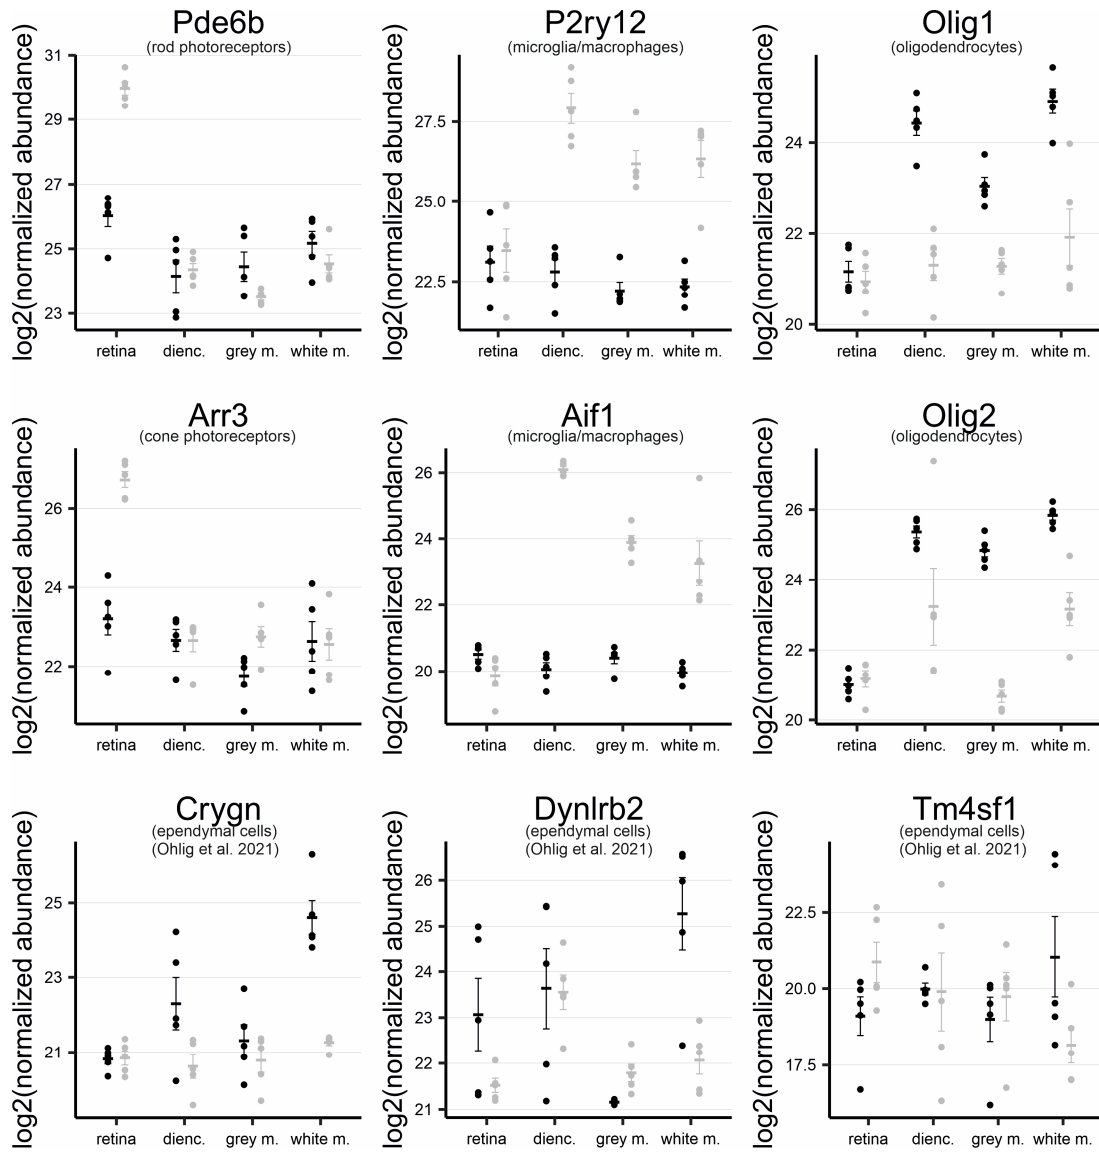 Pde6b
(rod photoreceptors)
log2(normalized abundance)
31
29
27
25
23
retina dienc. grey m. white m.
P2ry12
(microglia/macrophages)
log2(normalized abundance)
27.5
25.0
22.5
retina dienc. grey m. white m.
Olig1
(oligodendrocytes)
log2(normalized abundance)
24
22
20
retina dienc. grey m. white m.
Arr3
(cone photoreceptors)
log2(normalized abundance)
26
24
22
retina dienc. grey m. white m.
Aif1
(microglia/macrophages)
log2(normalized abundance)
26
24
22
20
retina dienc. grey m. white m.
Olig2
(oligodendrocytes)
log2(normalized abundance)
26
24
22
20
retina dienc. grey m. white m.
Crygn
(ependymal cells)
(Ohlig et al. 2021)
log2(normalized abundance)
25
23
21
retina dienc. grey m. white m.
Dynlrb2
(ependymal cells)
(Ohlig et al. 2021)
log2(normalized abundance)
26
25
24
23
22
21
retina dienc. grey m. white m.
Tm4sf1
(ependymal cells)
(Ohlig et al. 2021)
log2(normalized abundance)
22.5
20.0
17.5
retina dienc. grey m. white m.